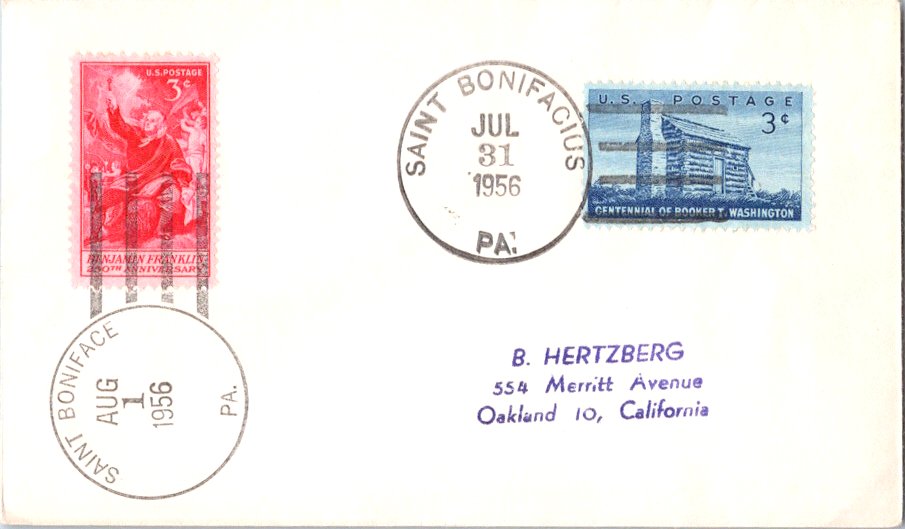 U.S. POSTAGE
3¢
BENJAMIN FRANKLIN
250TH ANNIVERSARY
SAINT BONIFACE
AUG
1
1956
PA.
SAINT BONIFACIUS
JUL
31
1956
PA.
U.S. POSTAGE
3¢
CENTENNIAL OF BOOKER T. WASHINGTON
B. HERTZBERG
554 Merritt Avenue
Oakland 10, California